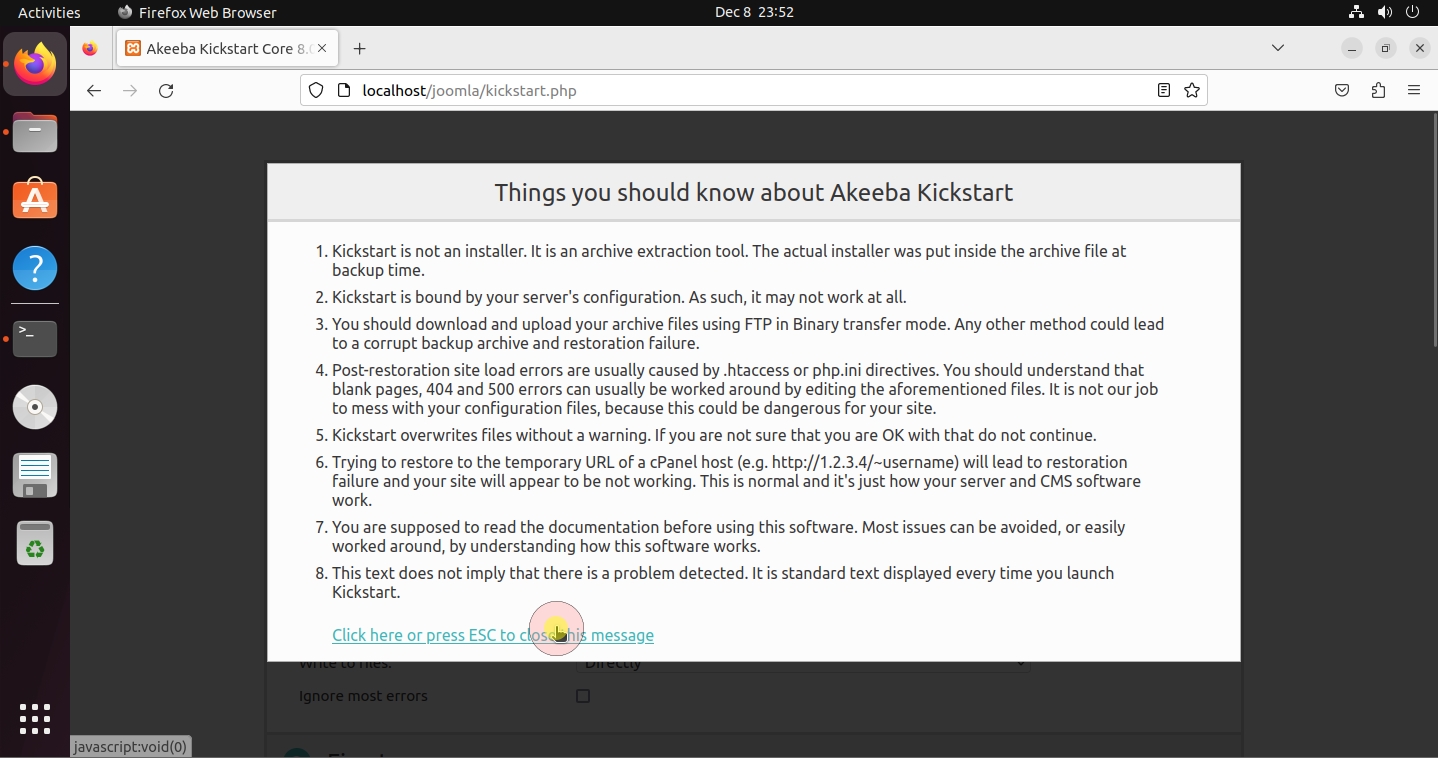 Activities
Firefox Web Browser
Dec 8 23:52
Akeeba Kickstart Core 8.0
localhost/joomla/kickstart.php
Things you should know about Akeeba Kickstart
1. Kickstart is not an installer. It is an archive extraction tool. The actual installer was put inside the archive file at
backup time.
2. Kickstart is bound by your server's configuration. As such, it may not work at all.
3. You should download and upload your archive files using FTP in Binary transfer mode. Any other method could lead
to a corrupt backup archive and restoration failure.
4. Post-restoration site load errors are usually caused by .htaccess or php.ini directives. You should understand that
blank pages, 404 and 500 errors can usually be worked around by editing the aforementioned files. It is not our job
to mess with your configuration files, because this could be dangerous for your site.
5. Kickstart overwrites files without a warning. If you are not sure that you are OK with that do not continue.
6. Trying to restore to the temporary URL of a cPanel host (e.g. http://1.2.3.4/~username) will lead to restoration
failure and your site will appear to be not working. This is normal and it's just how your server and CMS software
work.
7. You are supposed to read the documentation before using this software. Most issues can be avoided, or easily
worked around, by understanding how this software works.
8. This text does not imply that there is a problem detected. It is standard text displayed every time you launch
Kickstart.
Click here or press ESC to close this message
Write to files:
Directly
Ignore most errors
javascript:void(0)